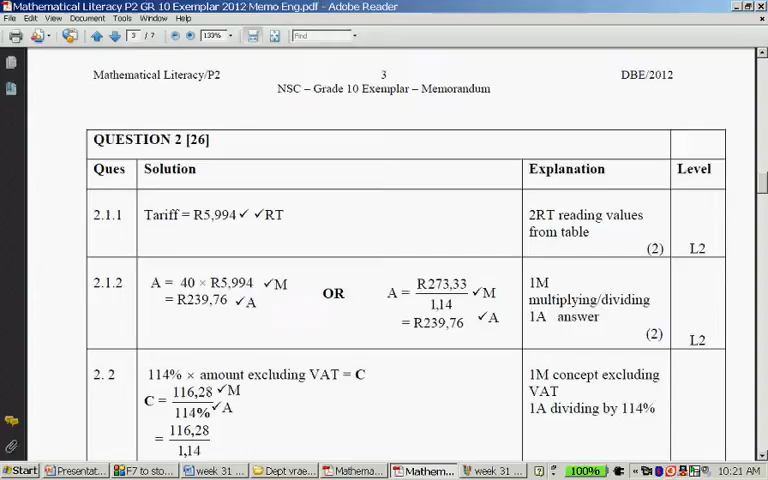 Mathematical Literacy P2 GR 10 Exemplar 2012 Memo Eng.pdf - Adobe Reader
File Edit View Document Tools Window Help
3 / 7 133% Find
Mathematical Literacy/P2 3 DBE/2012
NSC – Grade 10 Exemplar – Memorandum
QUESTION 2 [26]
Ques Solution Explanation Level
2.1.1 Tariff = R5,994 ✓ ✓RT 2RT reading values
from table
(2) L2
2.1.2 A = 40 × R5,994 ✓M
= R239,76 ✓A
OR
A = R273,33 ✓M
1,14
= R239,76 ✓A
1M
multiplying/dividing
1A answer
(2) L2
2. 2 114% × amount excluding VAT = C
C = 116,28 ✓M
114% ✓A
= 116,28
1,14
1M concept excluding
VAT
1A dividing by 114%
Start Presentat... F7 to sto... week 31 ... Dept vrae... Mathema... Mathem... week 31 ... 100% 10:21 AM